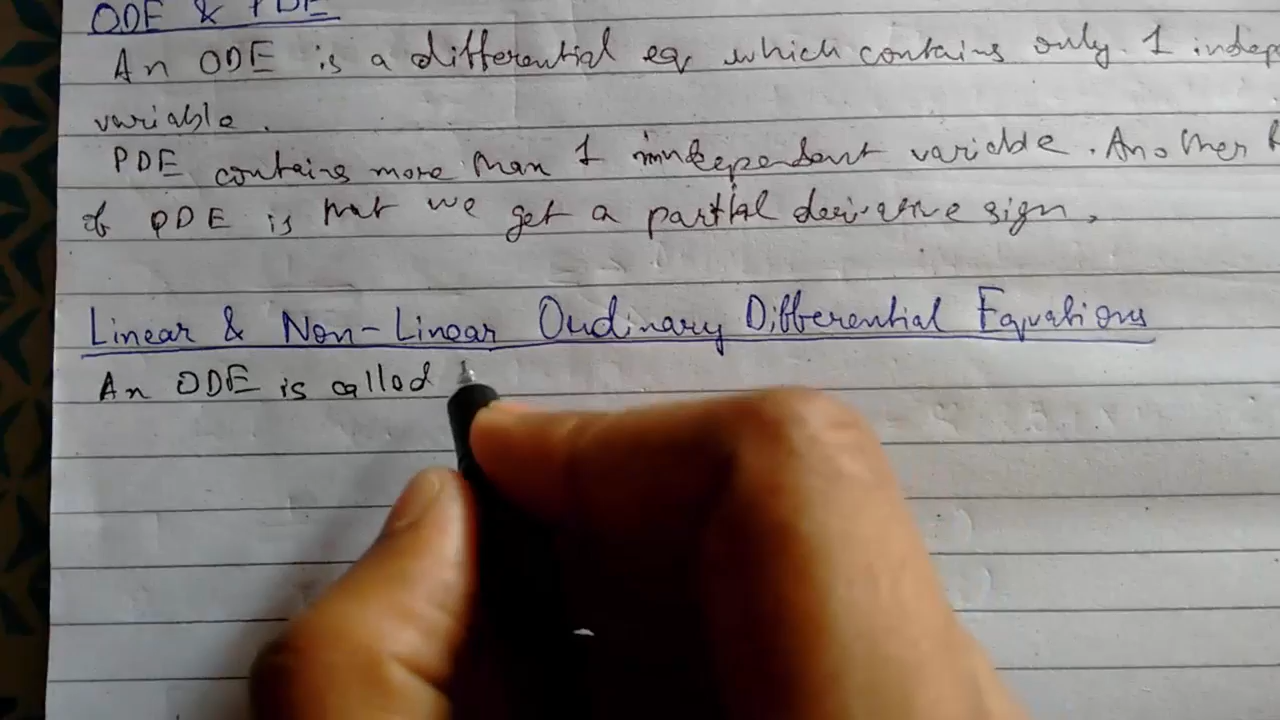 ODE & PDE
An ODE is a differential eq which contains only 1 indep
variable.
PDE contains more than 1 independent variable. Another
of PDE is that we get a partial derivative sign.
Linear & Non-Linear Ordinary Differential Equations
An ODE is called